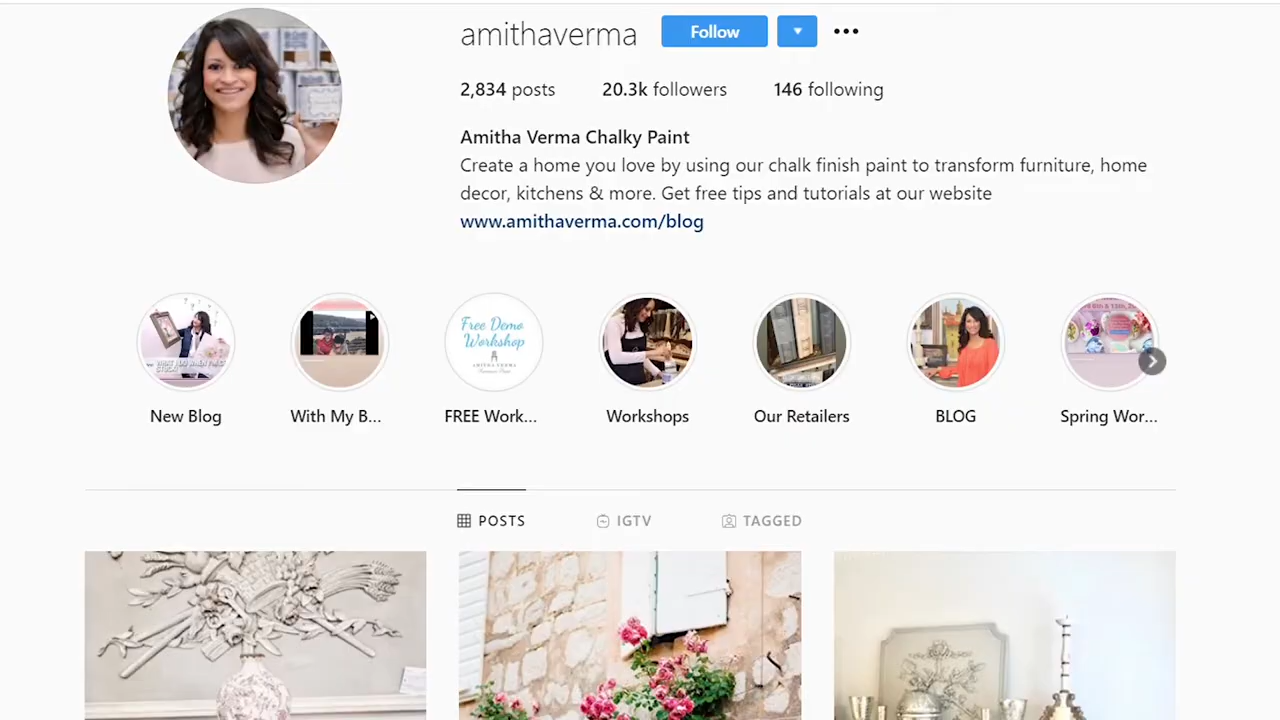 amithaverma
Follow
2,834 posts
20.3k followers
146 following
Amitha Verma Chalky Paint
Create a home you love by using our chalk finish paint to transform furniture, home
decor, kitchens & more. Get free tips and tutorials at our website
www.amithaverma.com/blog
Free Demo
Workshop
AMITHA VERMA
New Blog
With My B...
FREE Work...
Workshops
Our Retailers
BLOG
Spring Wor...
POSTS
IGTV
TAGGED